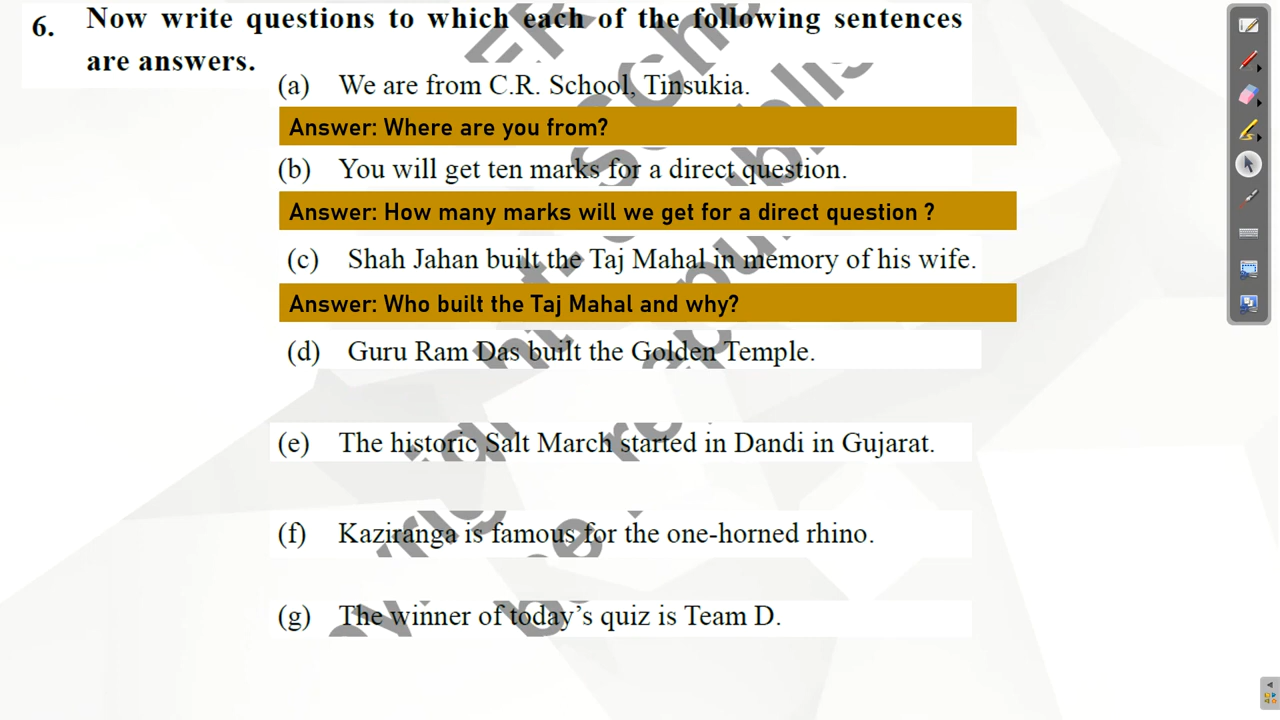 6. Now write questions to which each of the following sentences
are answers.
(a) We are from C.R. School, Tinsukia.
Answer: Where are you from?
(b) You will get ten marks for a direct question.
Answer: How many marks will we get for a direct question ?
(c) Shah Jahan built the Taj Mahal in memory of his wife.
Answer: Who built the Taj Mahal and why?
(d) Guru Ram Das built the Golden Temple.
(e) The historic Salt March started in Dandi in Gujarat.
(f) Kaziranga is famous for the one-horned rhino.
(g) The winner of today’s quiz is Team D.